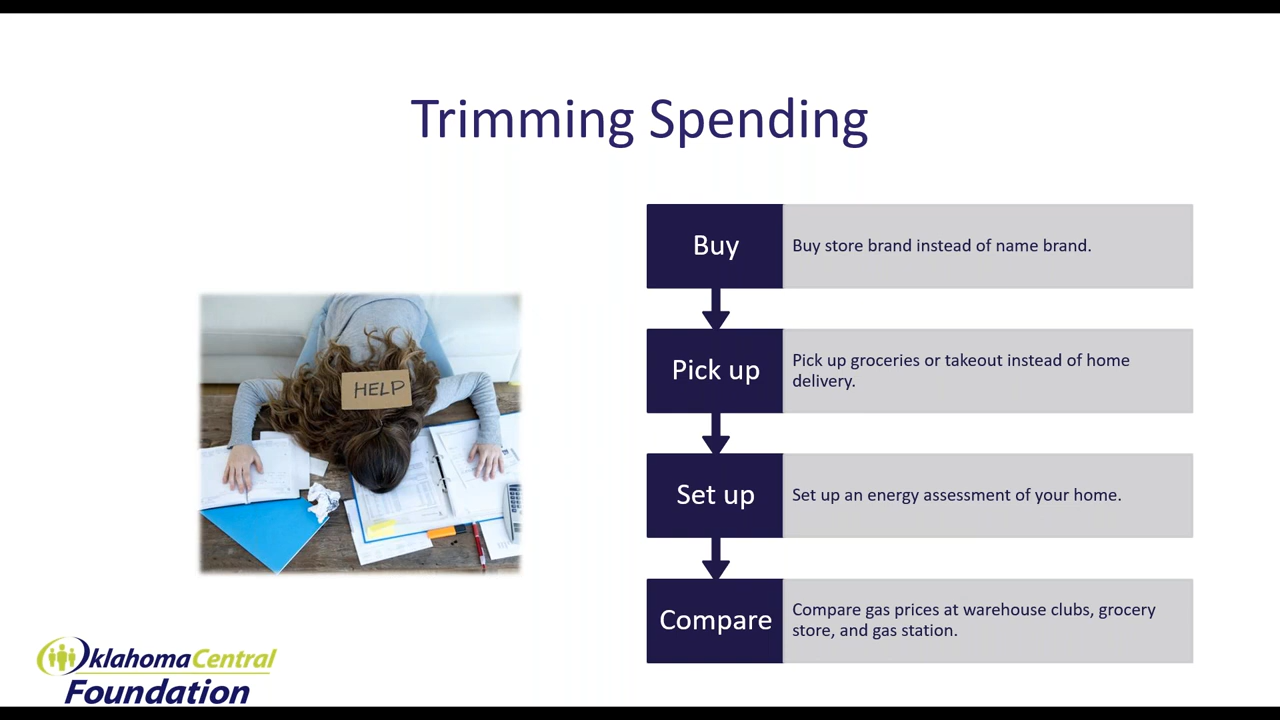 Trimming Spending
Buy
Buy store brand instead of name brand.
Pick up
Pick up groceries or takeout instead of home
delivery.
Set up
Set up an energy assessment of your home.
Compare
Compare gas prices at warehouse clubs, grocery
store, and gas station.
HELP
OklahomaCentral
Foundation